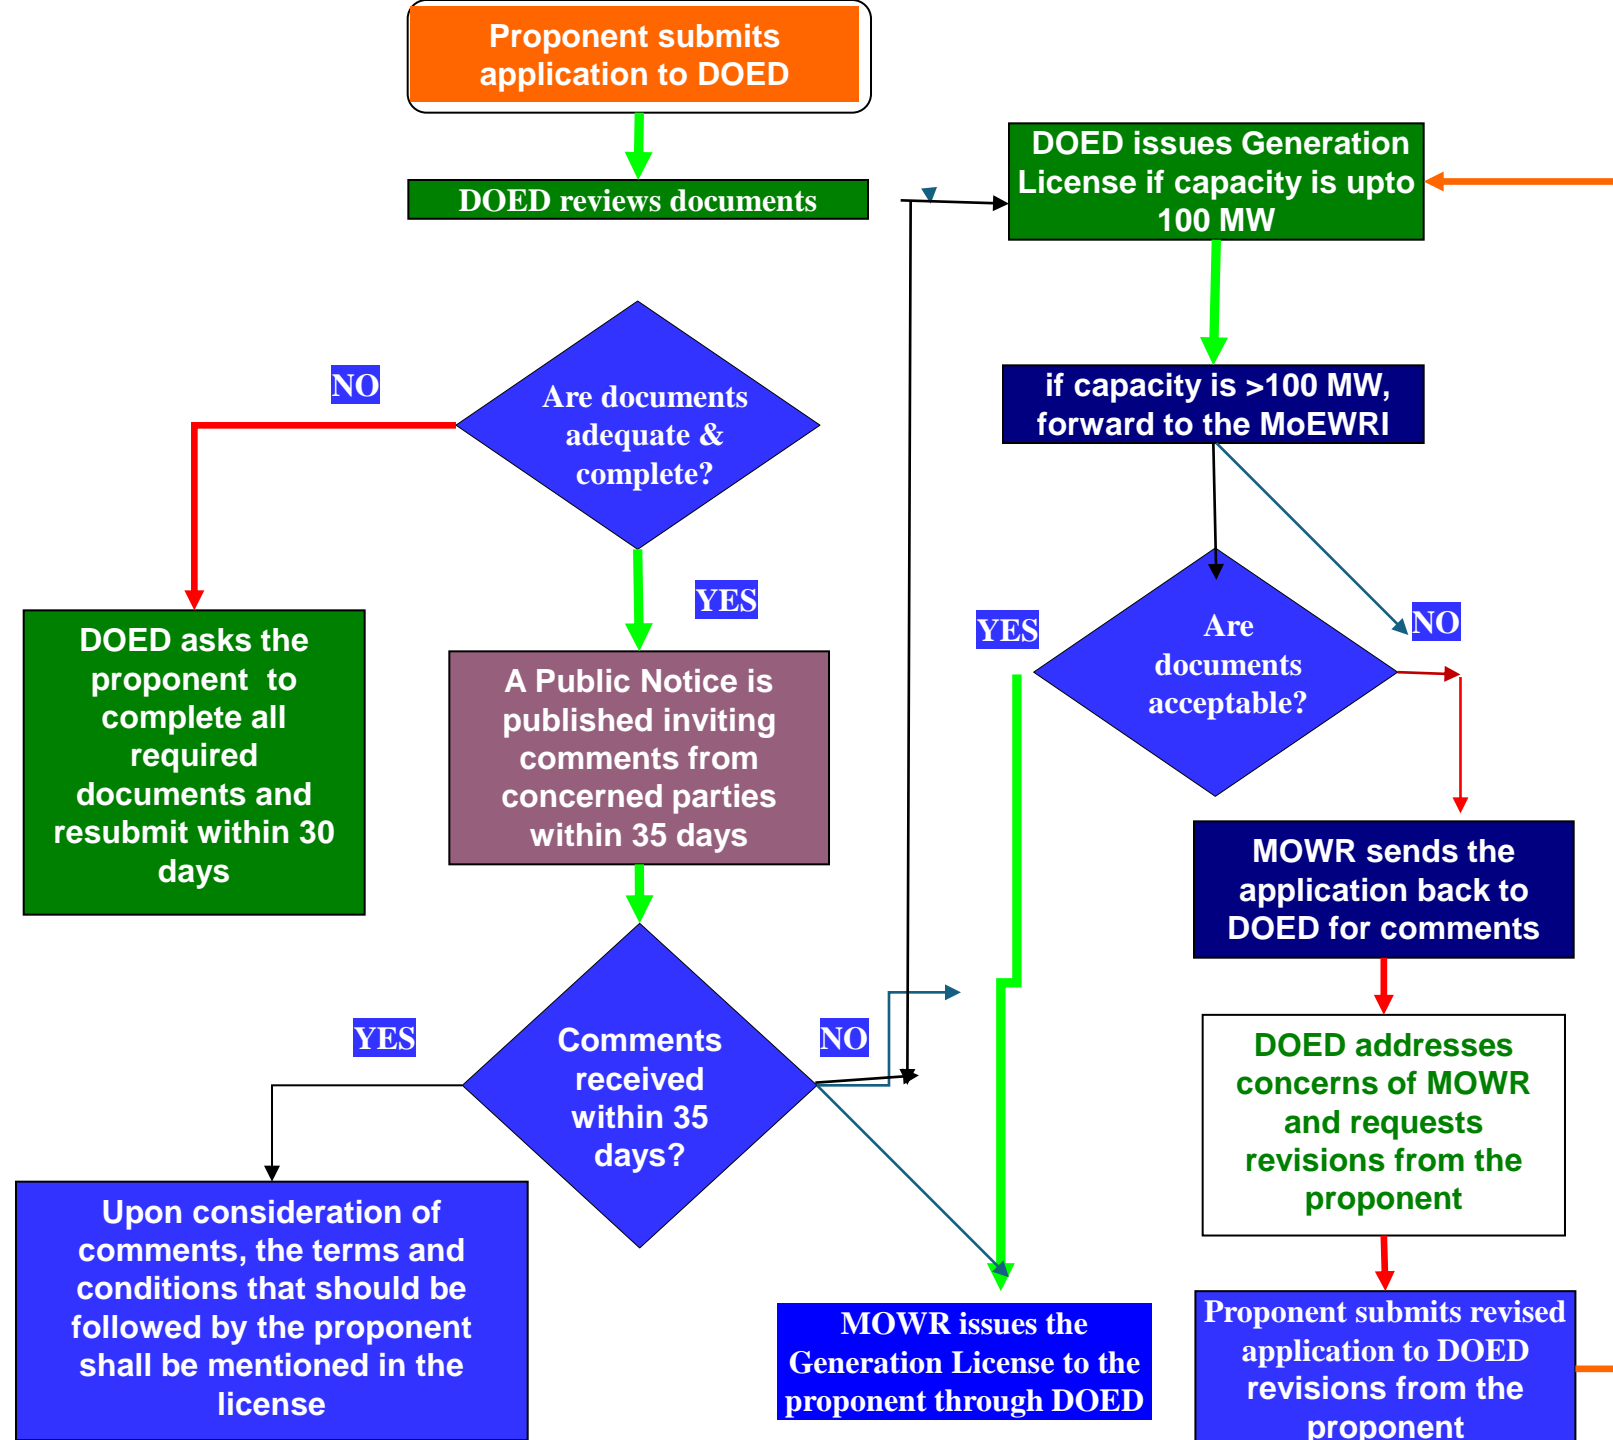 Proponent submits
application to DOED
DOED reviews documents
NO
Are documents
adequate &
complete?
YES
DOED asks the
proponent to
complete all
required
documents and
resubmit within 30
days
A Public Notice is
published inviting
comments from
concerned parties
within 35 days
YES
Comments
received
within 35
days?
NO
Upon consideration of
comments, the terms and
conditions that should be
followed by the proponent
shall be mentioned in the
license
DOED issues Generation
License if capacity is upto
100 MW
if capacity is >100 MW,
forward to the MoEWRI
YES
Are
documents
acceptable?
NO
MOWR sends the
application back to
DOED for comments
DOED addresses
concerns of MOWR
and requests
revisions from the
proponent
MOWR issues the
Generation License to the
proponent through DOED
Proponent submits revised
application to DOED
revisions from the
proponent